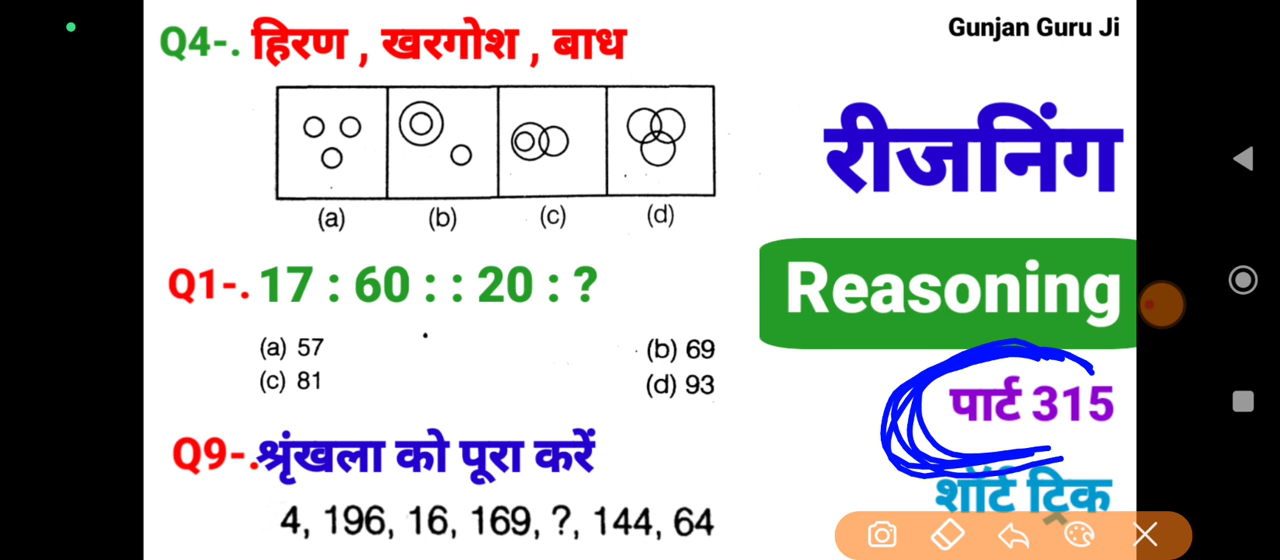 Q4-. हिरण , खरगोश , बाध
(a) (b) (c) (d)
Q1-. 17 : 60 : : 20 : ?
(a) 57 (b) 69
(c) 81 (d) 93
Q9-. श्रृंखला को पूरा करें
4, 196, 16, 169, ?, 144, 64
Gunjan Guru Ji
रीजनिंग
Reasoning
पार्ट 315
शॉर्ट ट्रिक